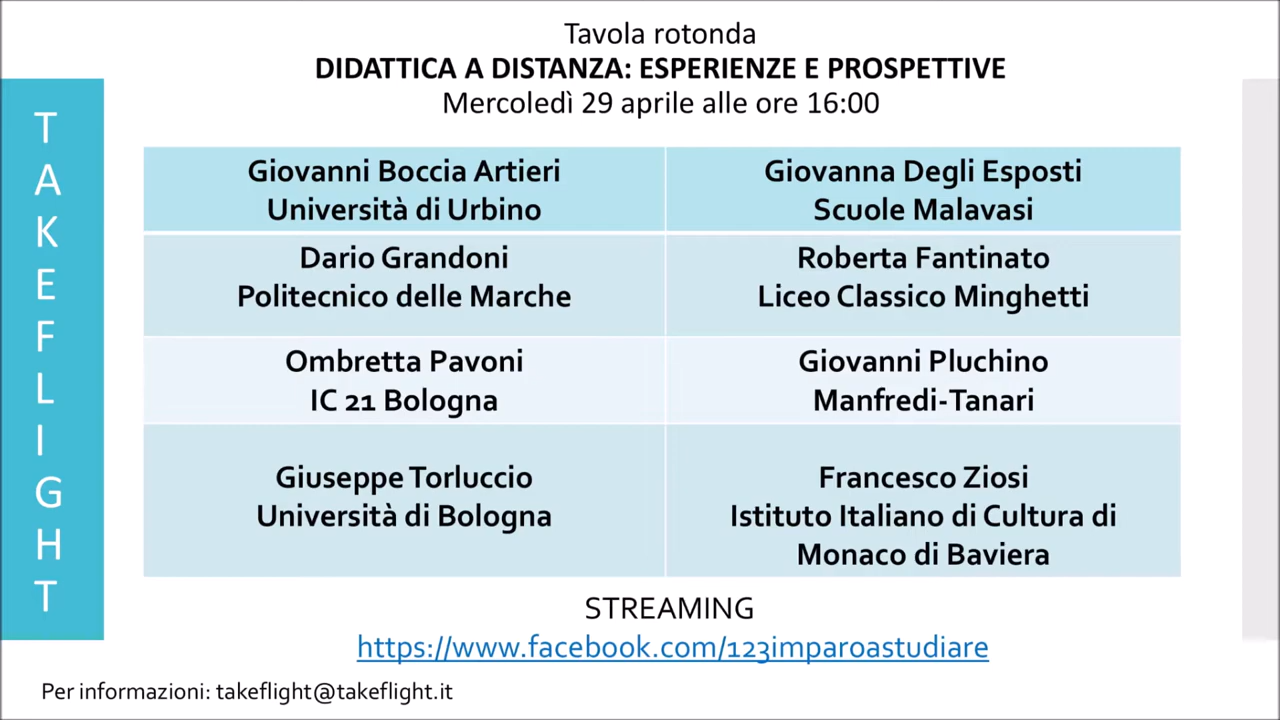 Tavola rotonda
DIDATTICA A DISTANZA: ESPERIENZE E PROSPETTIVE
Mercoledì 29 aprile alle ore 16:00
TAKEFLIGHT
Giovanni Boccia Artieri
Università di Urbino
Giovanna Degli Esposti
Scuole Malavasi
Dario Grandoni
Politecnico delle Marche
Roberta Fantinato
Liceo Classico Minghetti
Ombretta Pavoni
IC 21 Bologna
Giovanni Pluchino
Manfredi-Tanari
Giuseppe Torluccio
Università di Bologna
Francesco Ziosi
Istituto Italiano di Cultura di
Monaco di Baviera
STREAMING
https://www.facebook.com/123imparoastudiare
Per informazioni: takeflight@takeflight.it